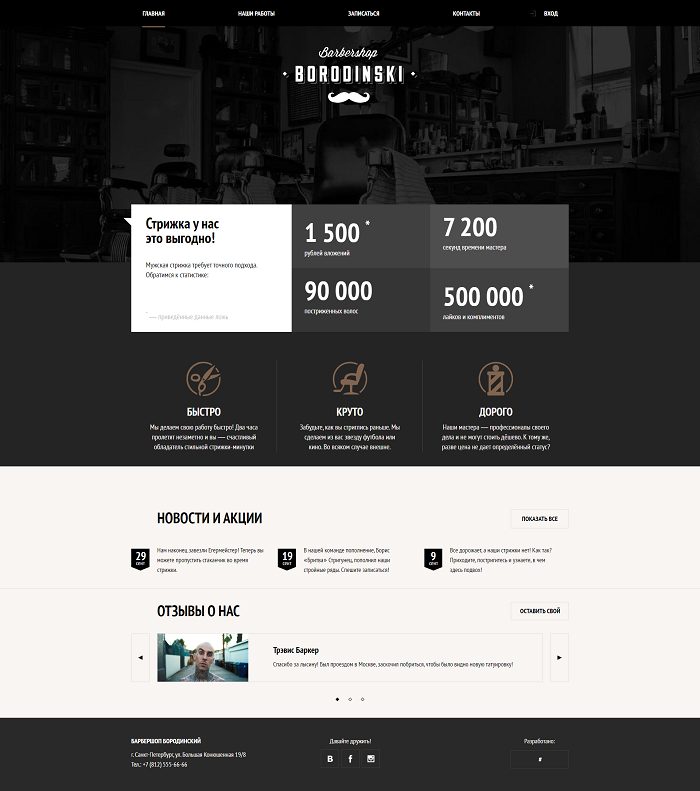 ГЛАВНАЯ
НАШИ РАБОТЫ
ЗАПИСАТЬСЯ
КОНТАКТЫ
ВХОД
Barbershop
BORODINSKI
Стрижка у нас
это выгодно!
Мужская стрижка требует точного подхода.
Обратимся к статистике:
* — приведённые данные ложь
1 500 *
рублей вложений
7 200
секунд времени мастера
90 000
постриженных волос
500 000 *
лайков и комплиментов
БЫСТРО
Мы делаем свою работу быстро! Два часа
пролетят незаметно и вы — счастливый
обладатель стильной стрижки-минутки
КРУТО
Забудьте, как вы стриглись раньше. Мы
сделаем из вас звезду футбола или
кино. Во всяком случае внешне.
ДОРОГО
Наши мастера — профессионалы своего
дела и не могут стоить дёшево. К тому же,
разве цена не дает определённый статус?
НОВОСТИ И АКЦИИ
ПОКАЗАТЬ ВСЕ
29
СЕНТ
Нам наконец завезли Егермейстер! Теперь вы
можете пропустить стаканчик во время
стрижки.
19
СЕНТ
В нашей команде пополнение, Борис
«бритва» Стригунец, пополнил наши
стройные ряды. Спешите записаться!
9
СЕНТ
Все дорожает, а наши стрижки нет! Как так?
Приходите, постригитесь и узнаете, в чем
здесь подвох!
ОТЗЫВЫ О НАС
ОСТАВИТЬ СВОЙ
Трэвис Баркер
Спасибо за лысину! Был проездом в Москве, заскочил побриться, чтобы было видно новую татуировку!
БАРБЕРШОП БОРОДИНСКИЙ
г. Санкт-Петербург, ул. Большая Конюшенная 19/8
Тел.: +7 (812) 555-66-66
Давайте дружить!
В f
Разработано:
#